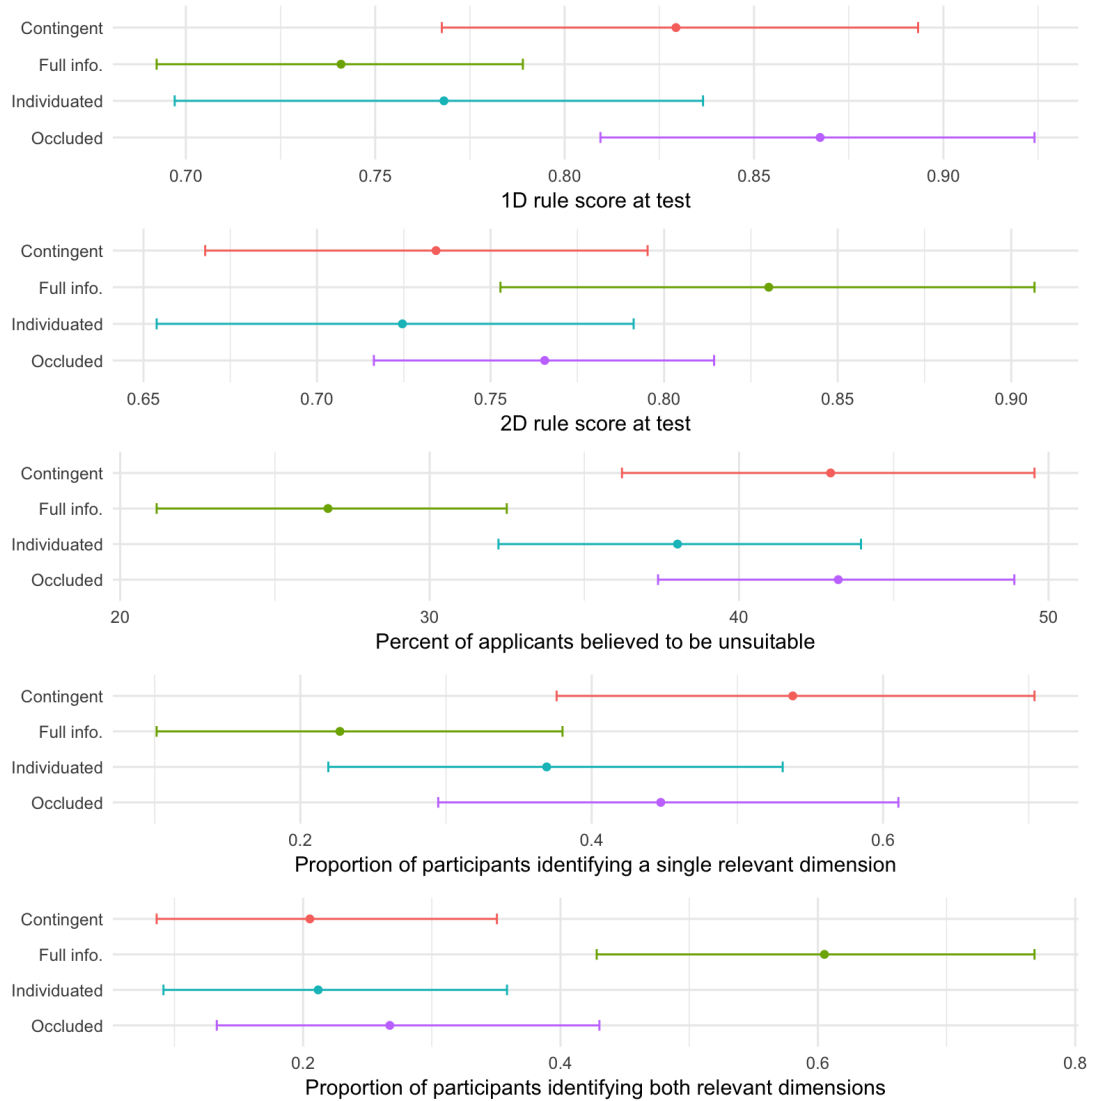 Contingent
Full info.
Individuated
Occluded
0.70 0.75 0.80 0.85 0.90
1D rule score at test
Contingent
Full info.
Individuated
Occluded
0.65 0.70 0.75 0.80 0.85 0.90
2D rule score at test
Contingent
Full info.
Individuated
Occluded
20 30 40 50
Percent of applicants believed to be unsuitable
Contingent
Full info.
Individuated
Occluded
0.2 0.4 0.6
Proportion of participants identifying a single relevant dimension
Contingent
Full info.
Individuated
Occluded
0.2 0.4 0.6 0.8
Proportion of participants identifying both relevant dimensions